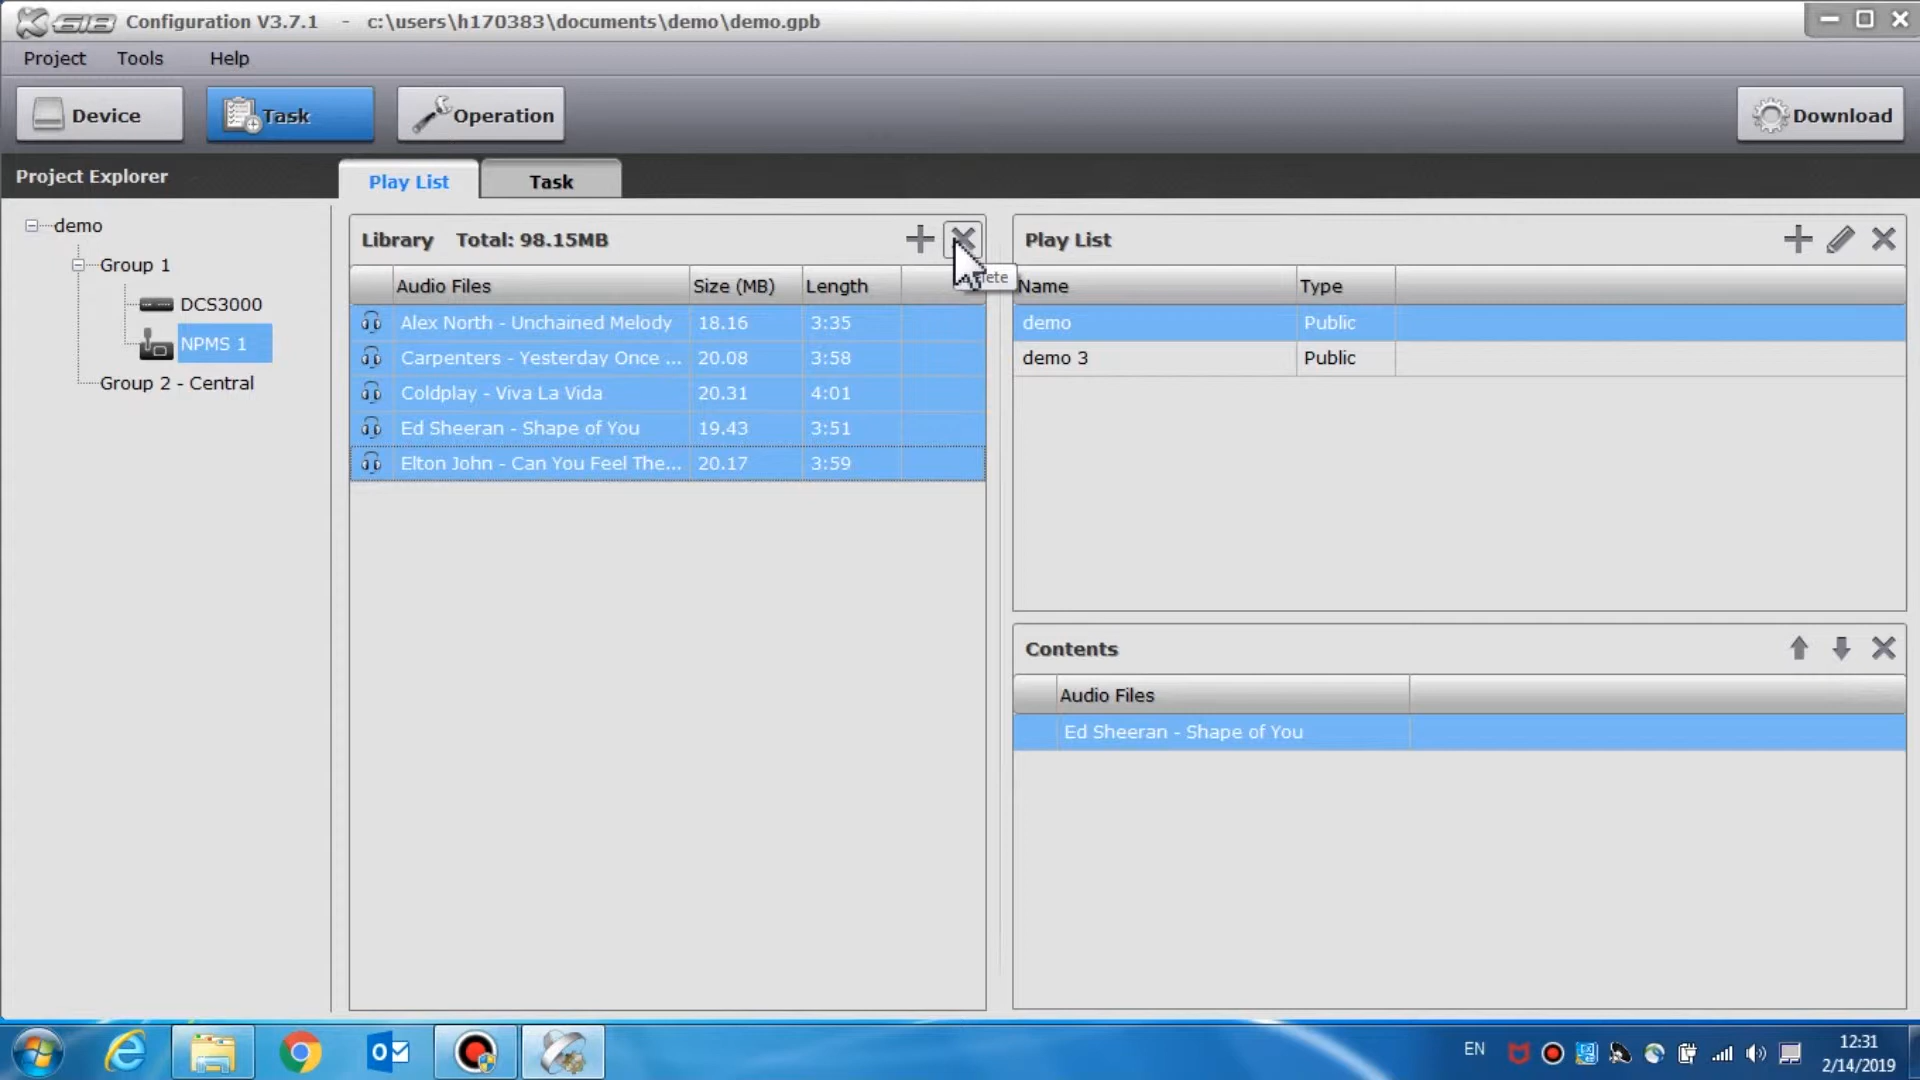 X-618 Configuration V3.7.1 - c:\users\h170383\documents\demo\demo.gpb
Project Tools Help
Device Task Operation Download
Project Explorer
Play List Task
demo
Group 1
DCS3000
NPMS 1
Group 2 - Central
Library Total: 98.15MB
Audio Files Size (MB) Length
Alex North - Unchained Melody 18.16 3:35
Carpenters - Yesterday Once ... 20.08 3:58
Coldplay - Viva La Vida 20.31 4:01
Ed Sheeran - Shape of You 19.43 3:51
Elton John - Can You Feel The... 20.17 3:59
Play List
Name Type
demo Public
demo 3 Public
Contents
Audio Files
Ed Sheeran - Shape of You
EN
12:31
2/14/2019